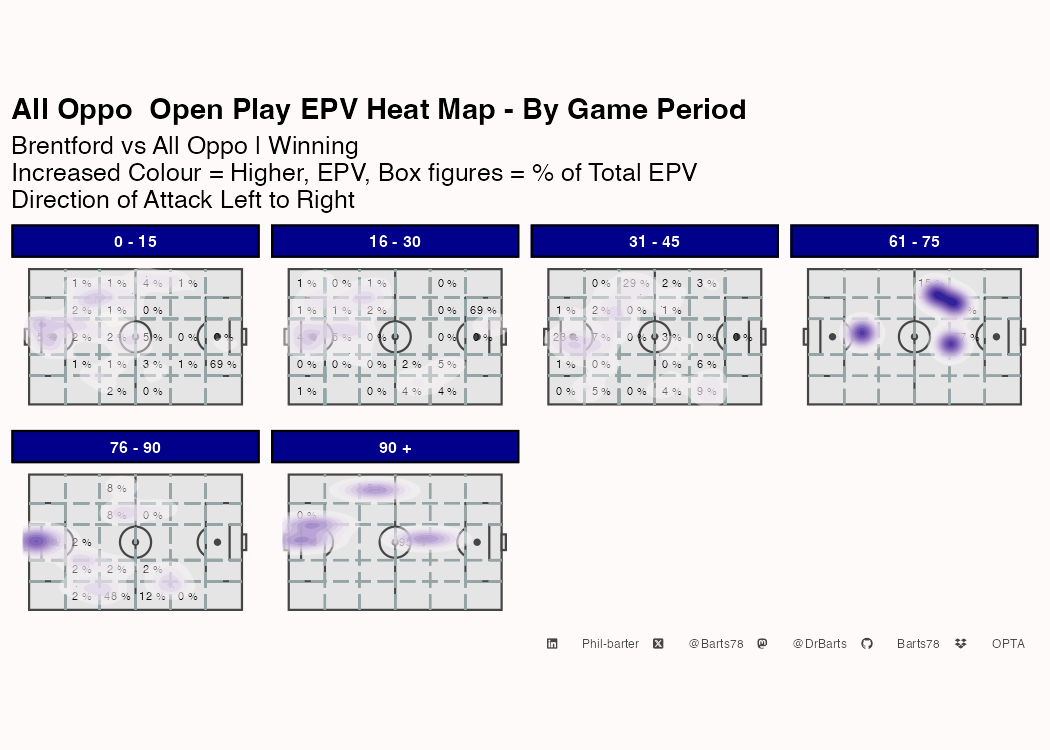 All Oppo  Open Play EPV Heat Map - By Game Period
Brentford vs All Oppo | Winning
Increased Colour = Higher, EPV, Box figures = % of Total EPV
Direction of Attack Left to Right
0 - 15 16 - 30 31 - 45 61 - 75
1 % 1 % 4 % 1 %
2 % 1 % 0 %
2 % 2 % 5 % 0 %
1 % 1 % 3 % 1 % 69 %
2 % 0 %
1 % 0 % 1 % 0 %
1 % 1 % 2 % 0 % 69 %
5 % 0 % 0 % 0 %
0 % 0 % 0 % 2 % 5 %
1 % 0 % 4 % 4 %
0 % 29 % 2 % 3 %
2 % 0 % 1 %
7 % 0 % 3 % 0 % 0 %
1 % 0 % 0 % 6 %
0 % 5 % 0 % 4 % 9 %
76 - 90 90 +
8 %
8 % 0 %
2 %
2 % 2 % 2 %
2 % 48 % 12 % 0 %
0 %
Phil-barter @Barts78 @DrBarts Barts78 OPTA